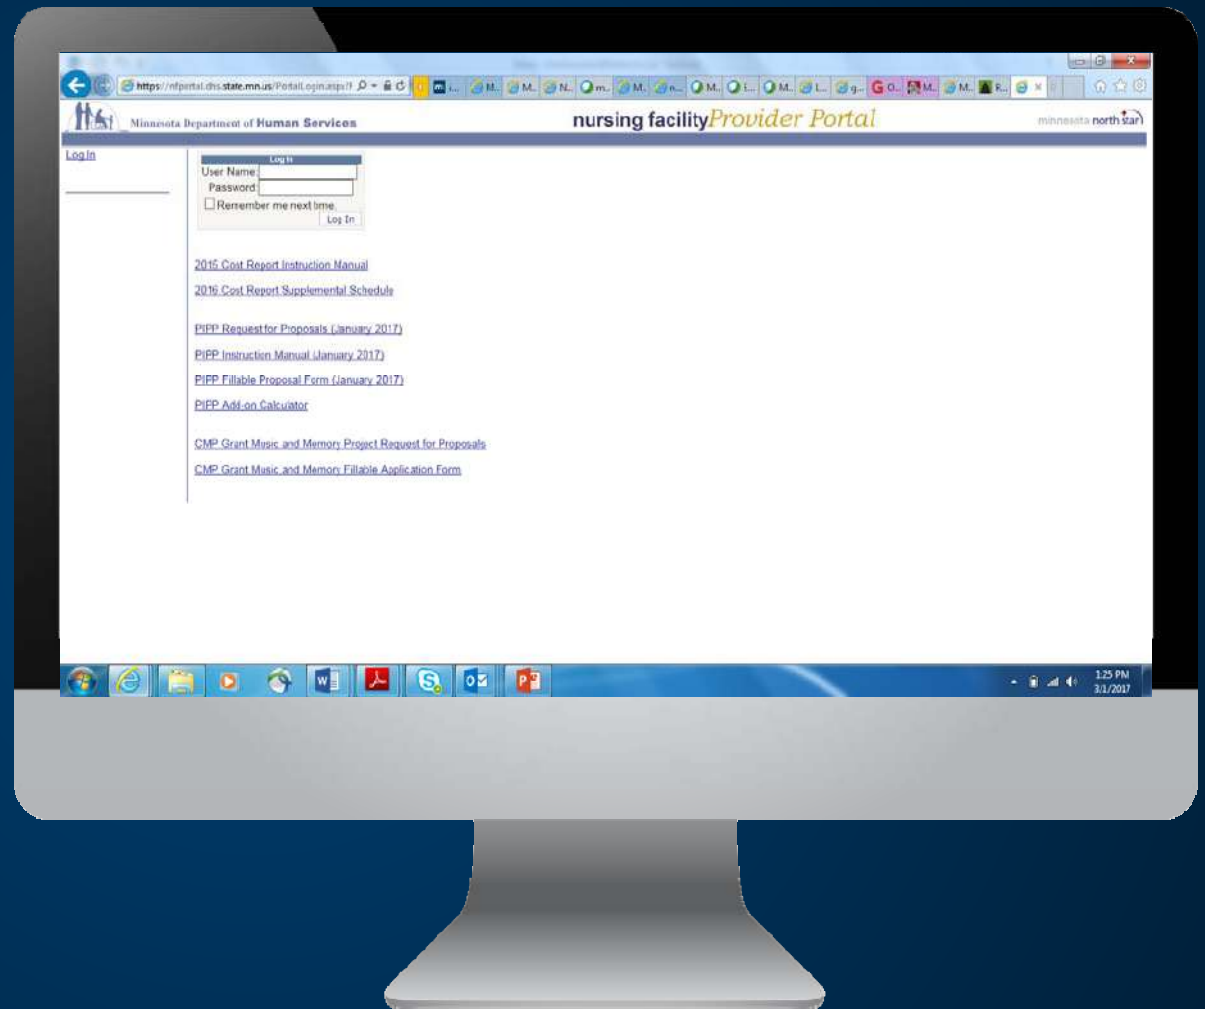 https://nfportal.dhs.state.mn.us/PortalLogin.aspx?
Minnesota Department of Human Services
nursing facility Provider Portal
minnesota north star
Log In
Log In
User Name:
Password:
Remember me next time.
Log In
2015 Cost Report Instruction Manual
2016 Cost Report Supplemental Schedule
PIPP Request for Proposals (January 2017)
PIPP Instruction Manual (January 2017)
PIPP Fillable Proposal Form (January 2017)
PIPP Add-on Calculator
CMP Grant Music and Memory Project Request for Proposals
CMP Grant Music and Memory Fillable Application Form
1:25 PM
3/1/2017